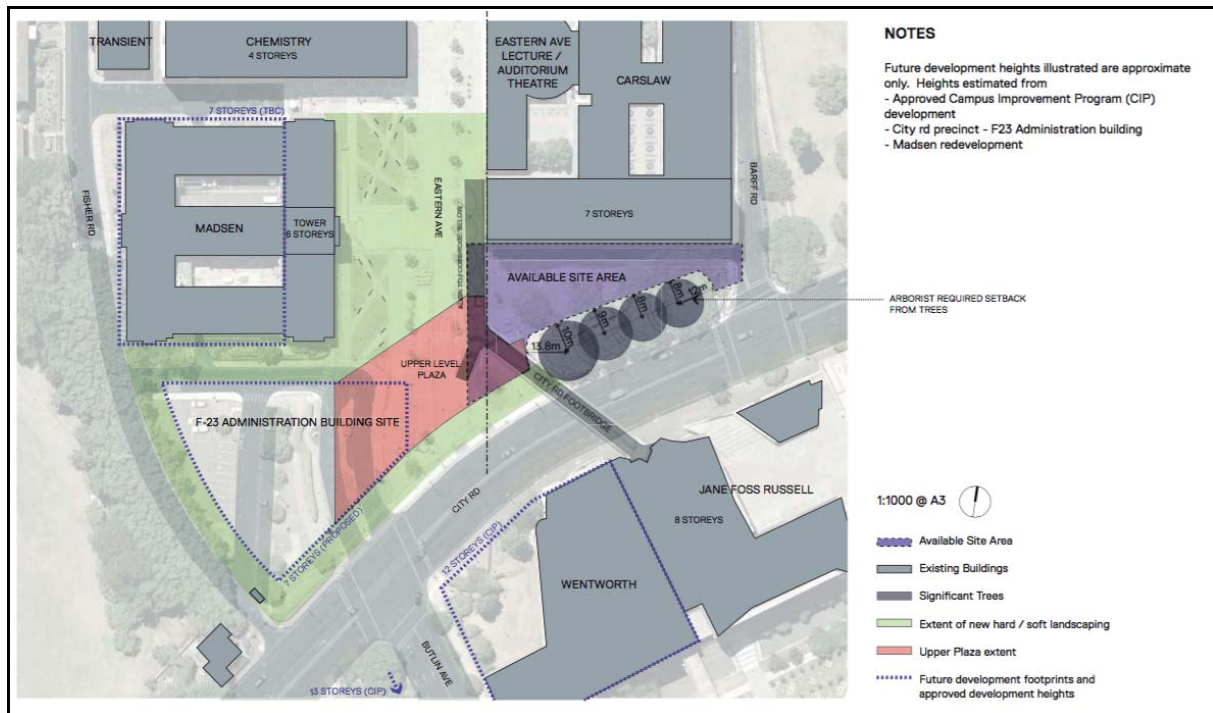 TRANSIENT
CHEMISTRY
4 STOREYS
EASTERN AVE
LECTURE /
AUDITORIUM
THEATRE
CARSLAW
7 STOREYS (TBC)
FISHER RD
MADSEN
TOWER
6 STOREYS
EASTERN AVE
7 STOREYS
BARFF RD
AVAILABLE SITE AREA
8m
12m
8m
9m
10m
13.8m
UPPER LEVEL
PLAZA
CITY RD FOOTBRIDGE
F-23 ADMINISTRATION BUILDING SITE
7 STOREYS (PROPOSED)
CITY RD
12 STOREYS (CIP)
JANE FOSS RUSSELL
8 STOREYS
WENTWORTH
BUTLIN AVE
13 STOREYS (CIP)
NOTES
Future development heights illustrated are approximate
only. Heights estimated from
- Approved Campus Improvement Program (CIP)
development
- City rd precinct - F23 Administration building
- Madsen redevelopment
ARBORIST REQUIRED SETBACK
FROM TREES
1:1000 @ A3
Available Site Area
Existing Buildings
Significant Trees
Extent of new hard / soft landscaping
Upper Plaza extent
Future development footprints and
approved development heights